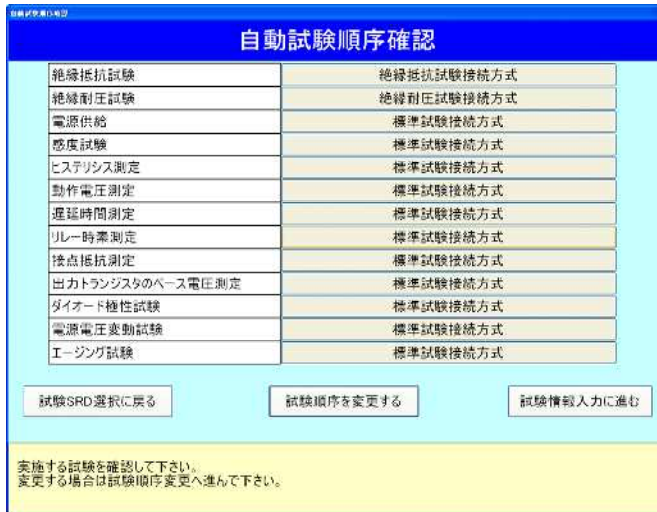 自動試験順序確認
自動試験順序確認
絶縁抵抗試験 絶縁抵抗試験接続方式
絶縁耐圧試験 絶縁耐圧試験接続方式
電源供給 標準試験接続方式
感度試験 標準試験接続方式
ヒステリシス測定 標準試験接続方式
動作電圧測定 標準試験接続方式
遅延時間測定 標準試験接続方式
リレー時素測定 標準試験接続方式
接点抵抗測定 標準試験接続方式
出力トランジスタのベース電圧測定 標準試験接続方式
ダイオード極性試験 標準試験接続方式
電源電圧変動試験 標準試験接続方式
エージング試験 標準試験接続方式
試験SRD選択に戻る 試験順序を変更する 試験情報入力に進む
実施する試験を確認して下さい。
変更する場合は試験順序変更へ進んで下さい。